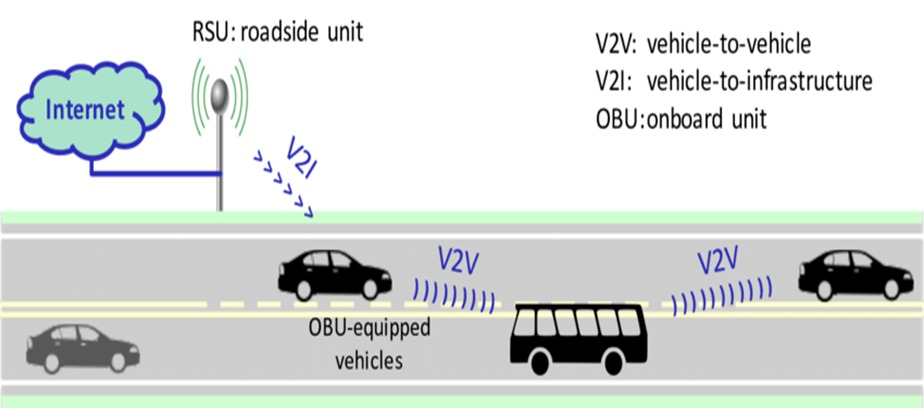 RSU: roadside unit
V2V: vehicle-to-vehicle
V2I: vehicle-to-infrastructure
OBU:onboard unit
Internet
V2I
V2V
V2V
OBU-equipped
vehicles